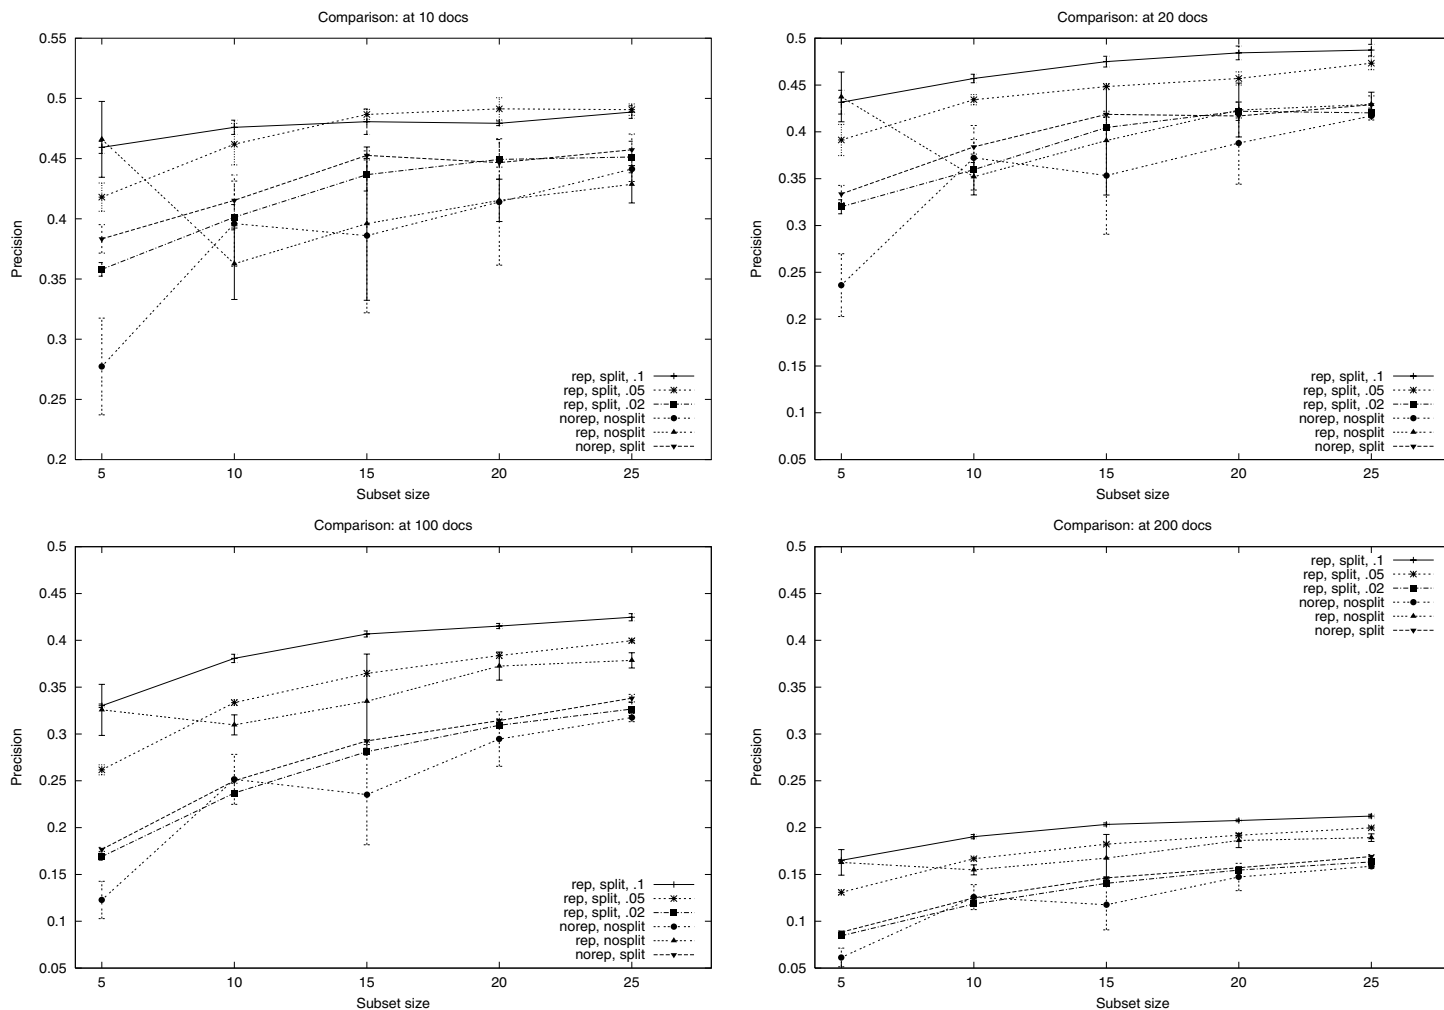 Comparison: at 10 docs
0.55
0.5
0.45
0.4
0.35
0.3
0.25
0.2
Precision
5 10 15 20 25
Subset size
rep, split, .1
rep, split, .05
rep, split, .02
norep, nosplit
rep, nosplit
norep, split
Comparison: at 20 docs
0.5
0.45
0.4
0.35
0.3
0.25
0.2
0.15
0.1
0.05
Precision
5 10 15 20 25
Subset size
rep, split, .1
rep, split, .05
rep, split, .02
norep, nosplit
rep, nosplit
norep, split
Comparison: at 100 docs
0.5
0.45
0.4
0.35
0.3
0.25
0.2
0.15
0.1
0.05
Precision
5 10 15 20 25
Subset size
rep, split, .1
rep, split, .05
rep, split, .02
norep, nosplit
rep, nosplit
norep, split
Comparison: at 200 docs
0.5
0.45
0.4
0.35
0.3
0.25
0.2
0.15
0.1
0.05
Precision
5 10 15 20 25
Subset size
rep, split, .1
rep, split, .05
rep, split, .02
norep, nosplit
rep, nosplit
norep, split